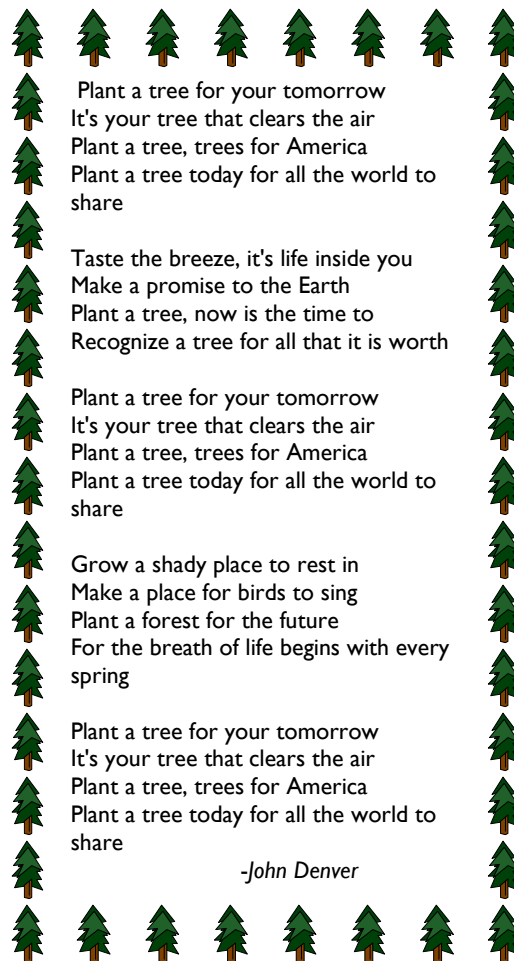 Plant a tree for your tomorrow
It's your tree that clears the air
Plant a tree, trees for America
Plant a tree today for all the world to
share
Taste the breeze, it's life inside you
Make a promise to the Earth
Plant a tree, now is the time to
Recognize a tree for all that it is worth
Plant a tree for your tomorrow
It's your tree that clears the air
Plant a tree, trees for America
Plant a tree today for all the world to
share
Grow a shady place to rest in
Make a place for birds to sing
Plant a forest for the future
For the breath of life begins with every
spring
Plant a tree for your tomorrow
It's your tree that clears the air
Plant a tree, trees for America
Plant a tree today for all the world to
share
-John Denver